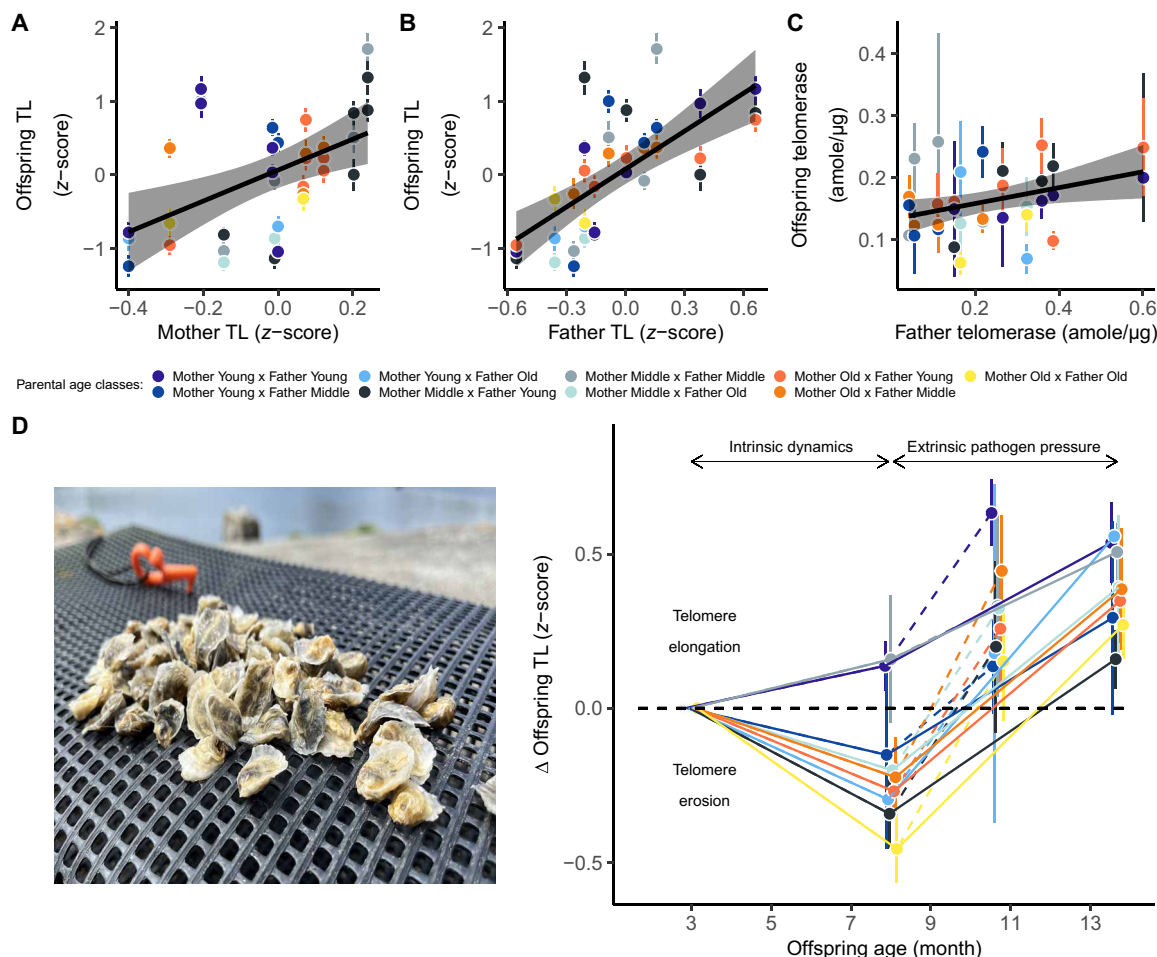 A
B
C
Offspring TL
(z−score)
2
1
0
−1
−0.4
−0.2
0.0
0.2
Mother TL (z−score)
Offspring TL
(z−score)
2
1
0
−1
−0.6
−0.3
0.0
0.3
0.6
Father TL (z−score)
Offspring telomerase
(amole/µg)
0.4
0.3
0.2
0.1
0.2
0.4
0.6
Father telomerase (amole/µg)
Parental age classes:
Mother Young x Father Young
Mother Young x Father Old
Mother Middle x Father Middle
Mother Old x Father Young
Mother Old x Father Old
Mother Young x Father Middle
Mother Middle x Father Young
Mother Middle x Father Old
Mother Old x Father Middle
D
Δ Offspring TL (z−score)
Intrinsic dynamics
Extrinsic pathogen pressure
0.5
Telomere
elongation
0.0
Telomere
erosion
−0.5
3
5
7
9
11
13
Offspring age (month)